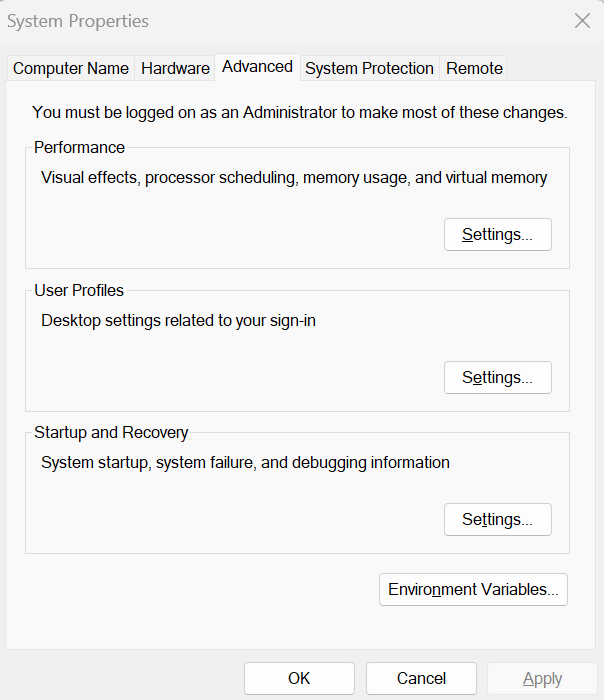 System Properties
Computer Name Hardware Advanced System Protection Remote
You must be logged on as an Administrator to make most of these changes.
Performance
Visual effects, processor scheduling, memory usage, and virtual memory
Settings...
User Profiles
Desktop settings related to your sign-in
Settings...
Startup and Recovery
System startup, system failure, and debugging information
Settings...
Environment Variables...
OK Cancel Apply